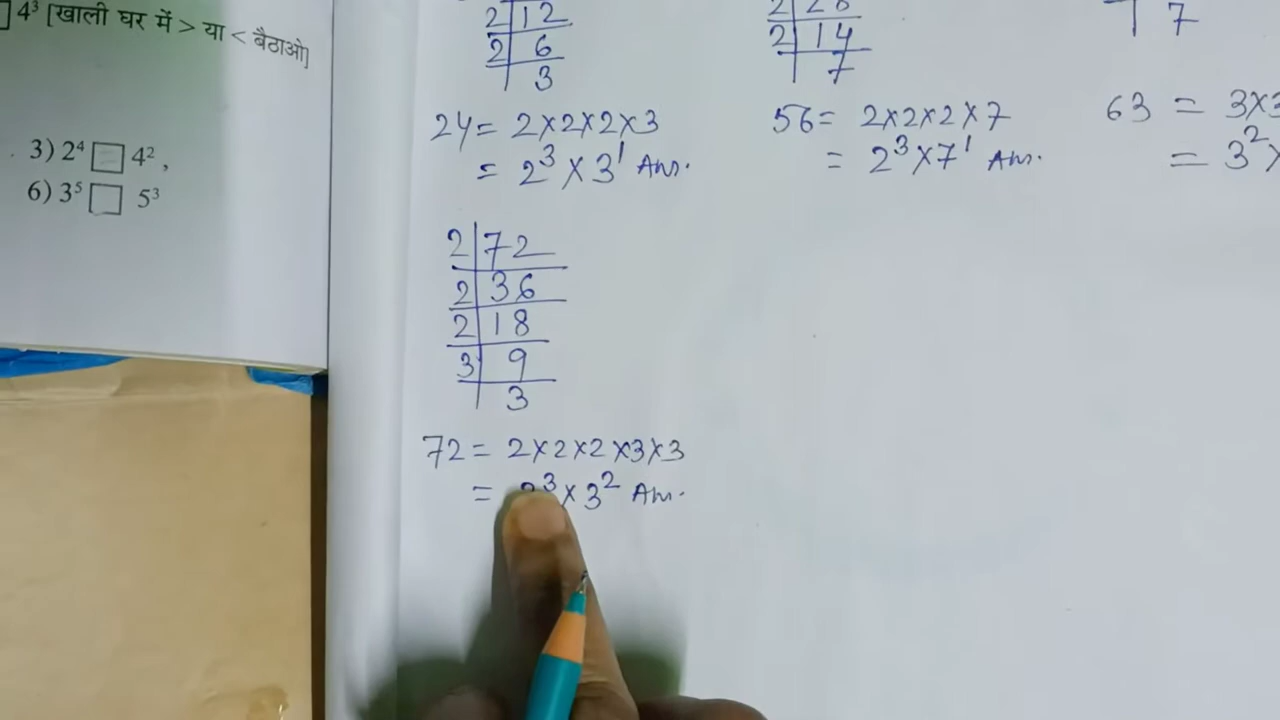 4³ [खाली घर में > या < बैठाओ]
3) 2⁴ □ 4² ,
6) 3⁵ □ 5³
2 | 12
2 | 6
3
24 = 2×2×2×3
= 2³ × 3¹ Ans.
2 | 28
2 | 14
7
56 = 2×2×2×7
= 2³ × 7¹ Ans.
7
63 = 3×3
= 3² ×
2 | 72
2 | 36
2 | 18
3 | 9
3
72 = 2×2×2×3×3
= 2³ × 3² Ans.